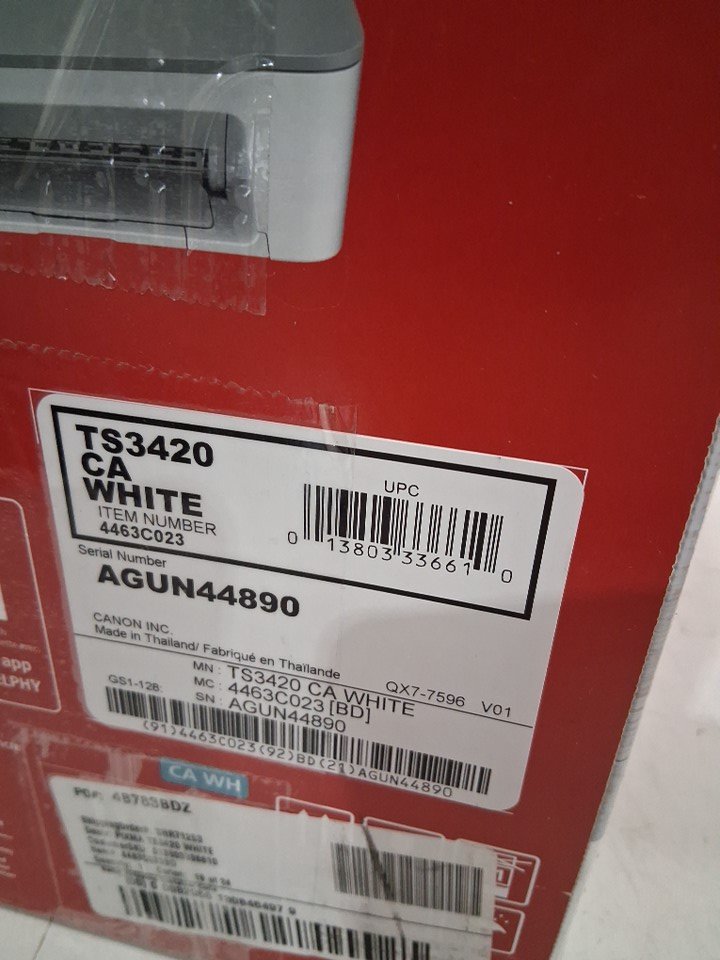 TS3420
CA
WHITE
ITEM NUMBER
4463C023
UPC
0 13803 33661 0
Serial Number
AGUN44890
CANON INC.
Made in Thailand/ Fabriqué en Thaïlande
QX7-7596 V01
MN : TS3420 CA WHITE
MC : 4463C023 [BD]
SN : AGUN44890
GS1-128:
(91)4463C023(92)BD(21)AGUN44890
app
LPHY
CA WH